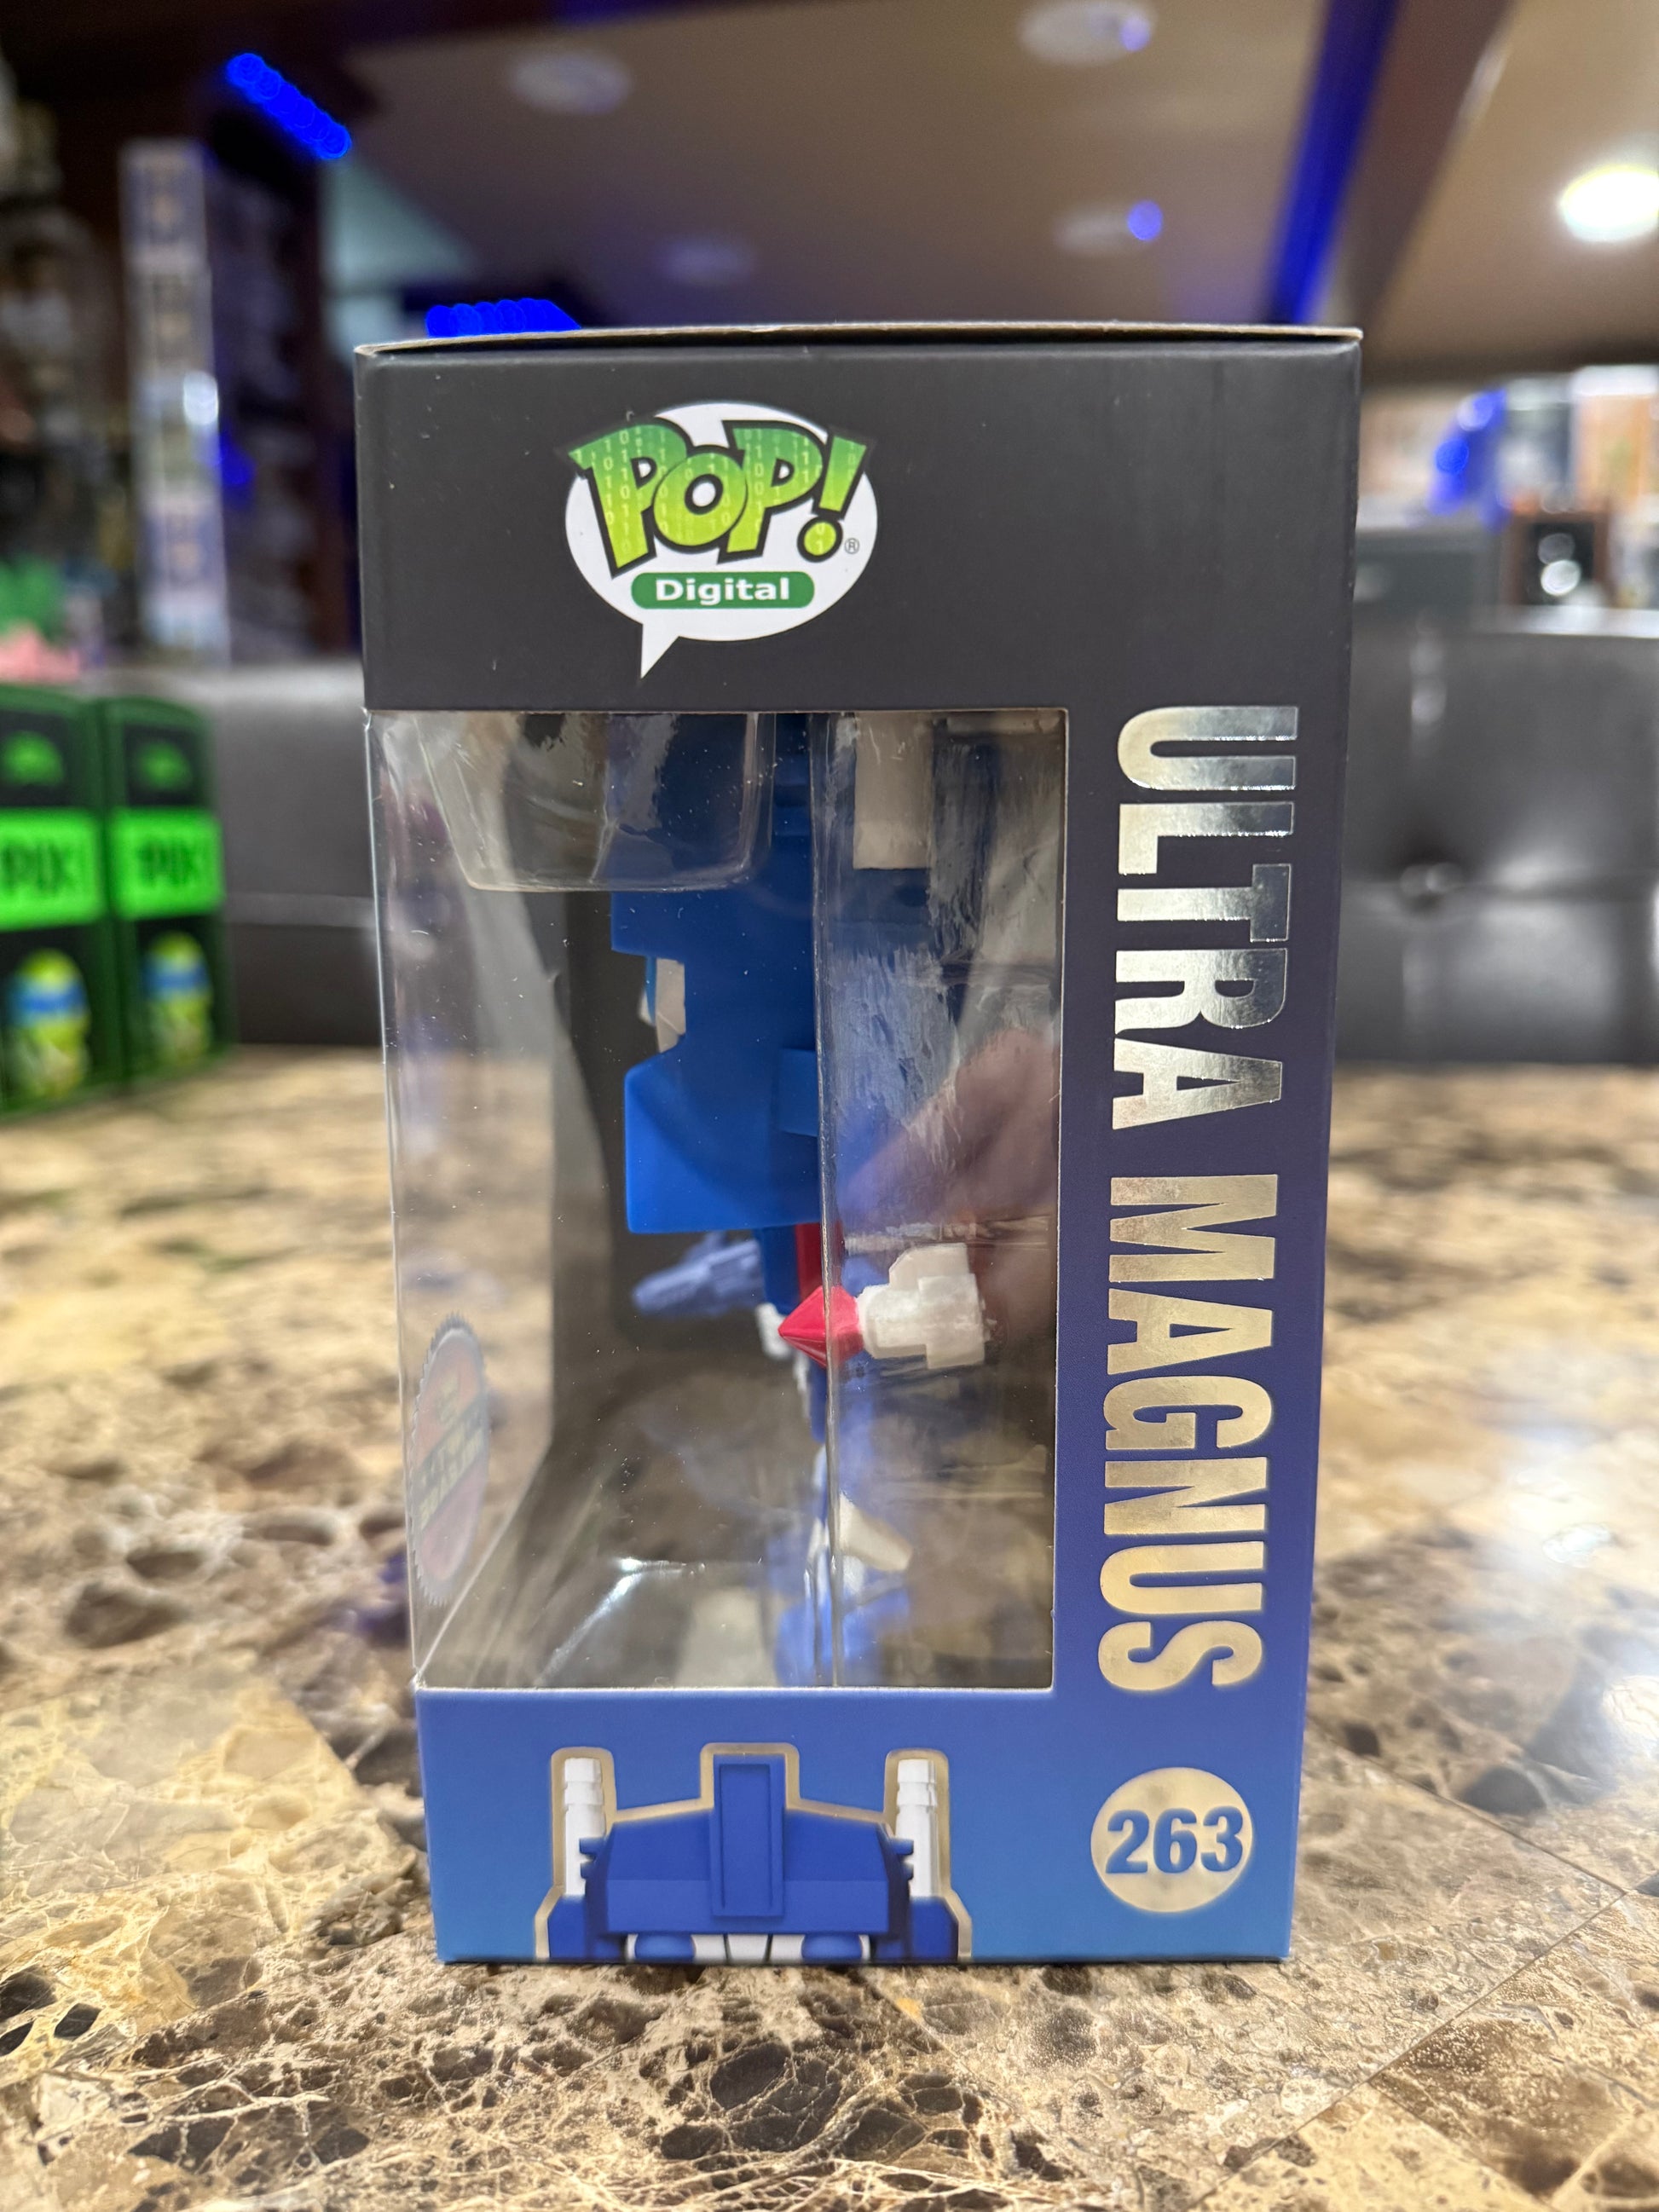 POP!
®
Digital
ULTRA MAGNUS
263